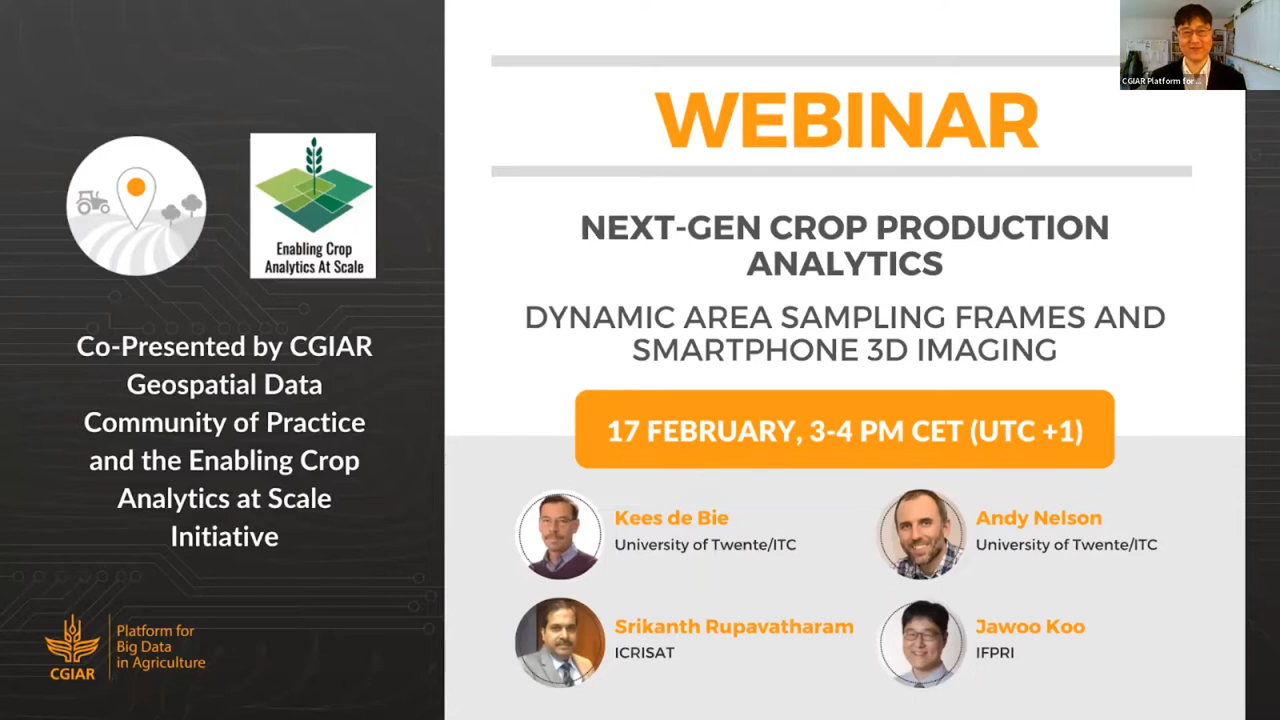 CGIAR Platform for ...
WEBINAR
NEXT-GEN CROP PRODUCTION
ANALYTICS
DYNAMIC AREA SAMPLING FRAMES AND
SMARTPHONE 3D IMAGING
17 FEBRUARY, 3-4 PM CET (UTC +1)
Kees de Bie
University of Twente/ITC
Andy Nelson
University of Twente/ITC
Srikanth Rupavatharam
ICRISAT
Jawoo Koo
IFPRI
Enabling Crop
Analytics At Scale
Co-Presented by CGIAR
Geospatial Data
Community of Practice
and the Enabling Crop
Analytics at Scale
Initiative
CGIAR
Platform for
Big Data
in Agriculture